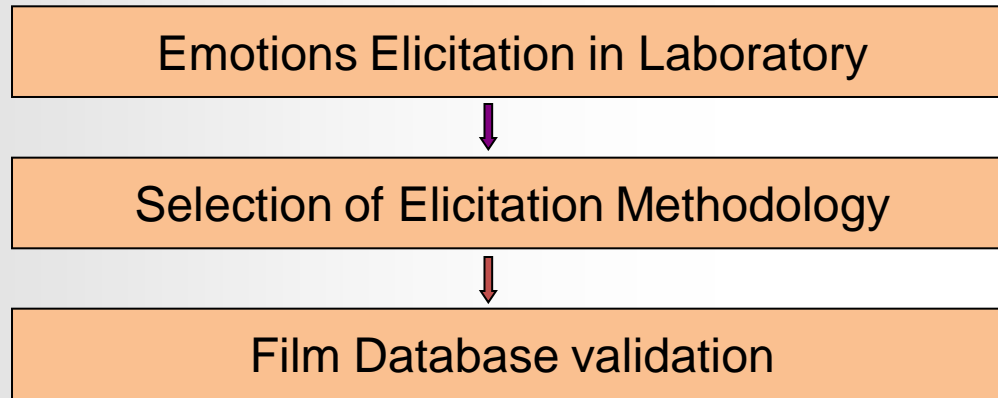 Emotions Elicitation in Laboratory
Selection of Elicitation Methodology
Film Database validation